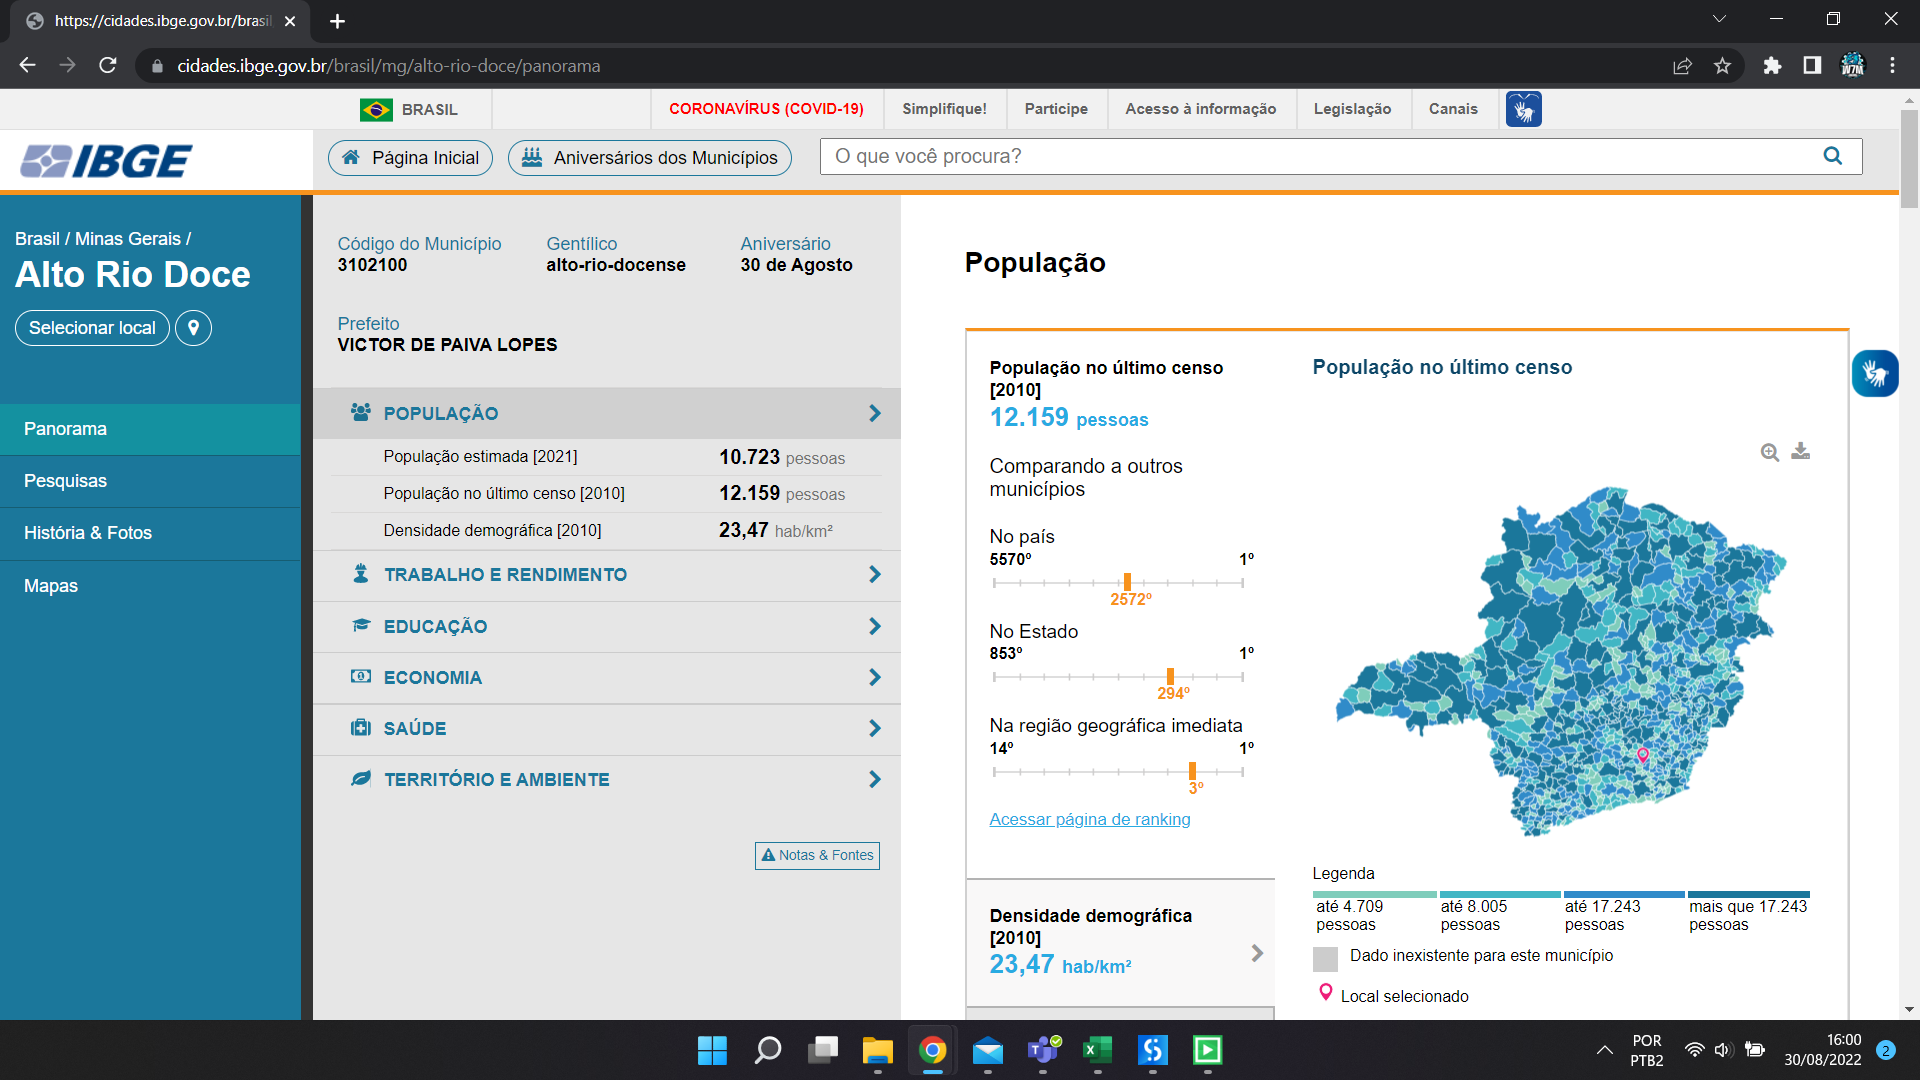 https://cidades.ibge.gov.br/brasil
cidades.ibge.gov.br/brasil/mg/alto-rio-doce/panorama
BRASIL
CORONAVÍRUS (COVID-19)
Simplifique!
Participe
Acesso à informação
Legislação
Canais
IBGE
Página Inicial
Aniversários dos Municípios
O que você procura?
Brasil / Minas Gerais /
Alto Rio Doce
Selecionar local
Panorama
Pesquisas
História & Fotos
Mapas
Código do Município
3102100
Gentílico
alto-rio-docense
Aniversário
30 de Agosto
Prefeito
VICTOR DE PAIVA LOPES
POPULAÇÃO
População estimada [2021] 10.723 pessoas
População no último censo [2010] 12.159 pessoas
Densidade demográfica [2010] 23,47 hab/km²
TRABALHO E RENDIMENTO
EDUCAÇÃO
ECONOMIA
SAÚDE
TERRITÓRIO E AMBIENTE
Notas & Fontes
População
População no último censo
[2010]
12.159 pessoas
Comparando a outros
municípios
No país
5570º 1º
2572º
No Estado
853º 1º
294º
Na região geográfica imediata
14º 1º
3º
Acessar página de ranking
Densidade demográfica
[2010]
23,47 hab/km²
População no último censo
Legenda
até 4.709
pessoas
até 8.005
pessoas
até 17.243
pessoas
mais que 17.243
pessoas
Dado inexistente para este município
Local selecionado
POR
PTB2
16:00
30/08/2022
2